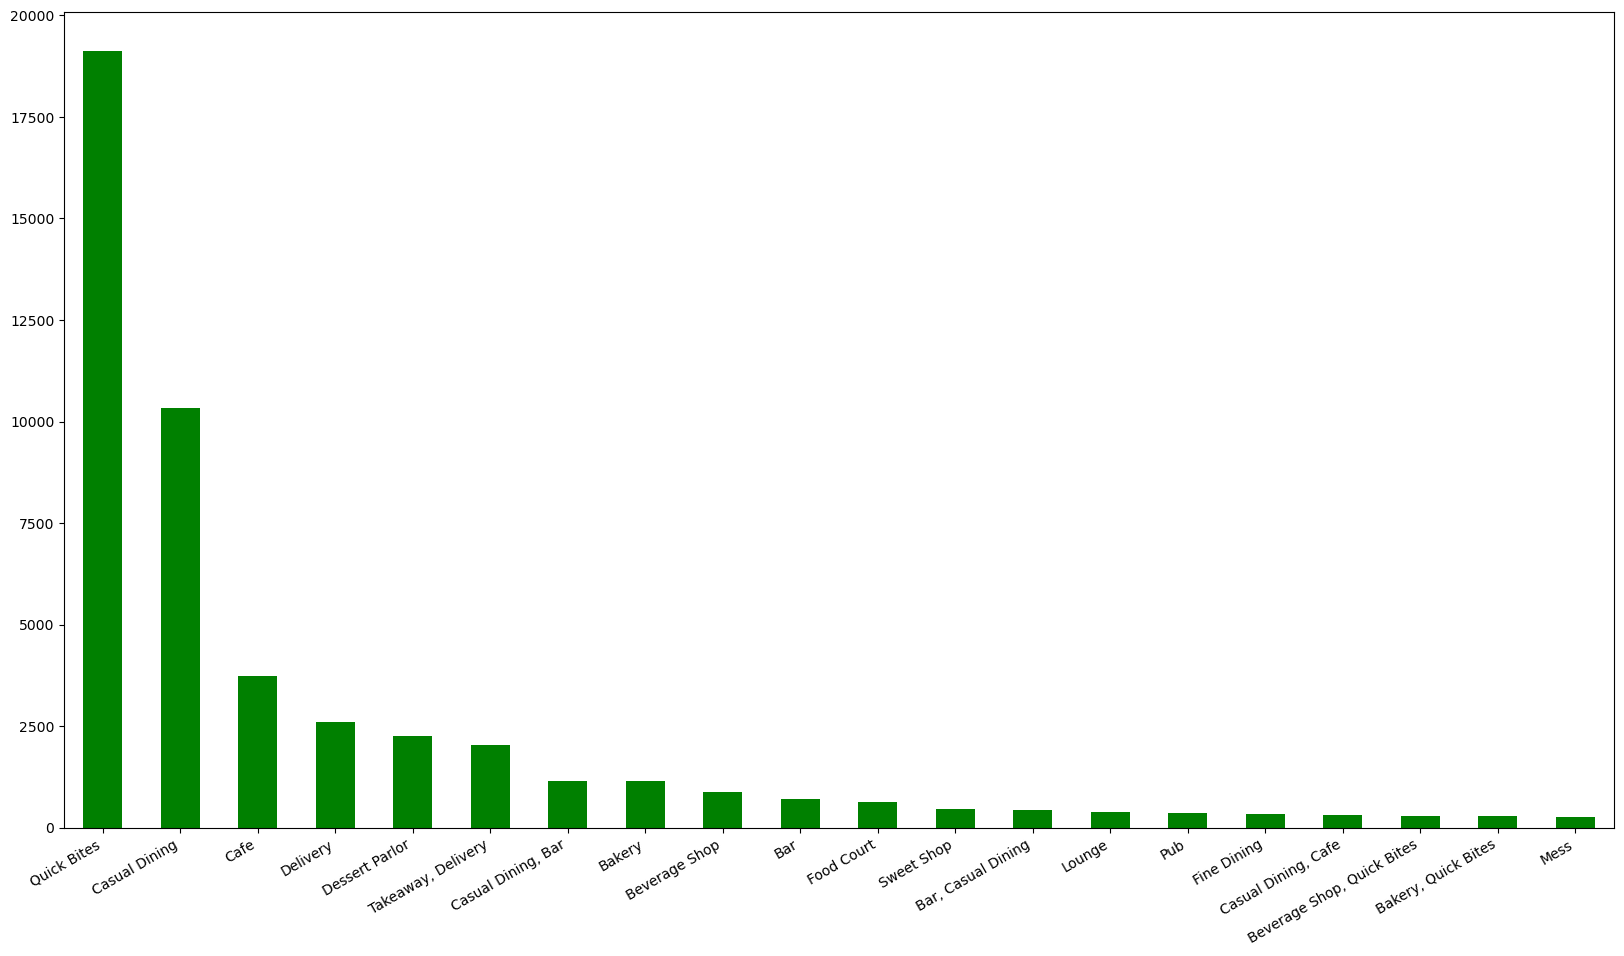 20000
17500
15000
12500
10000
7500
5000
2500
0
Quick Bites
Casual Dining
Cafe
Delivery
Dessert Parlor
Takeaway, Delivery
Casual Dining, Bar
Bakery
Beverage Shop
Bar
Food Court
Sweet Shop
Bar, Casual Dining
Lounge
Pub
Fine Dining
Casual Dining, Cafe
Beverage Shop, Quick Bites
Bakery, Quick Bites
Mess